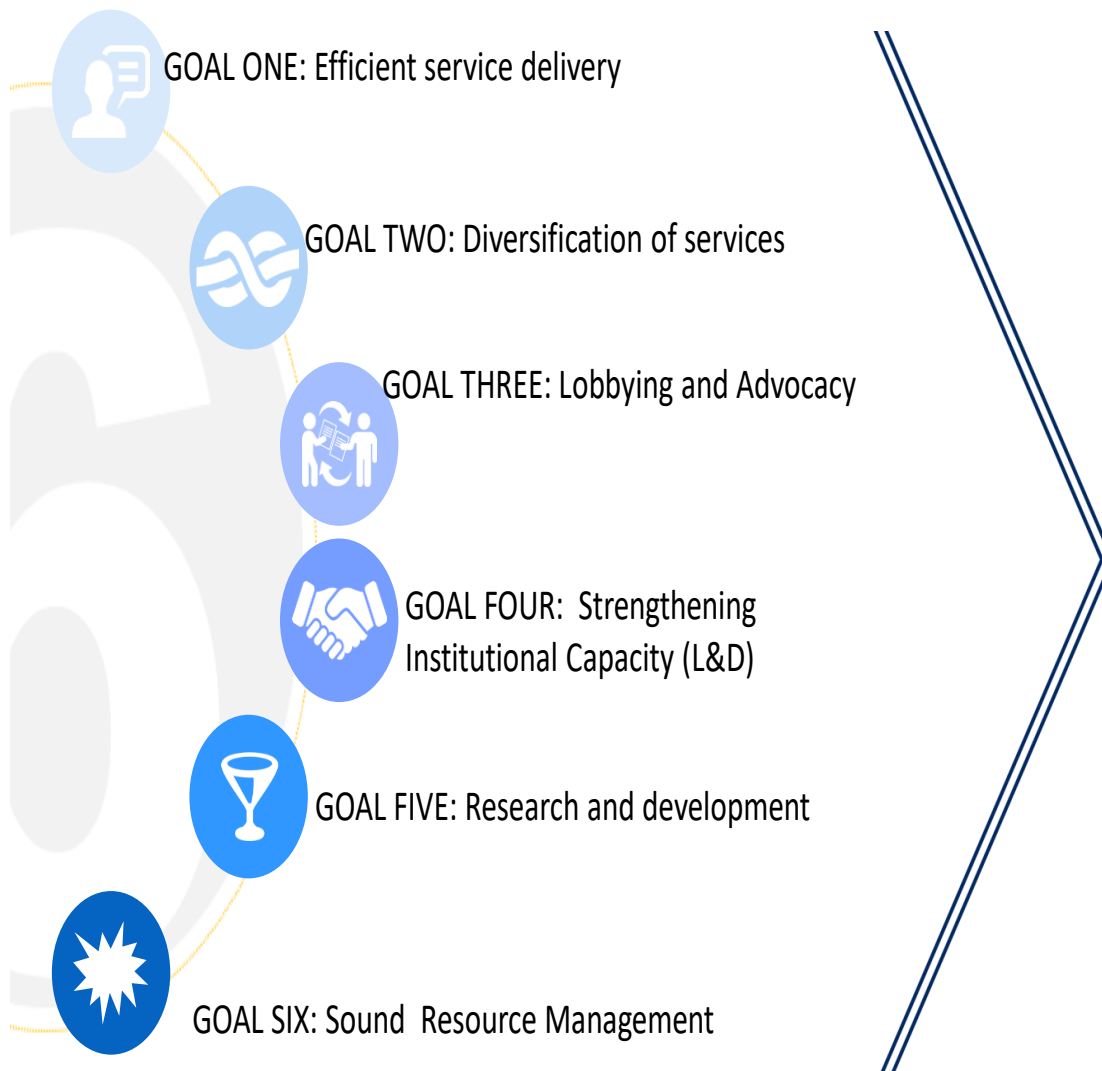 GOAL ONE: Efficient service delivery
GOAL TWO: Diversification of services
GOAL THREE: Lobbying and Advocacy
GOAL FOUR:  Strengthening
Institutional Capacity (L&D)
GOAL FIVE: Research and development
GOAL SIX: Sound  Resource Management
6